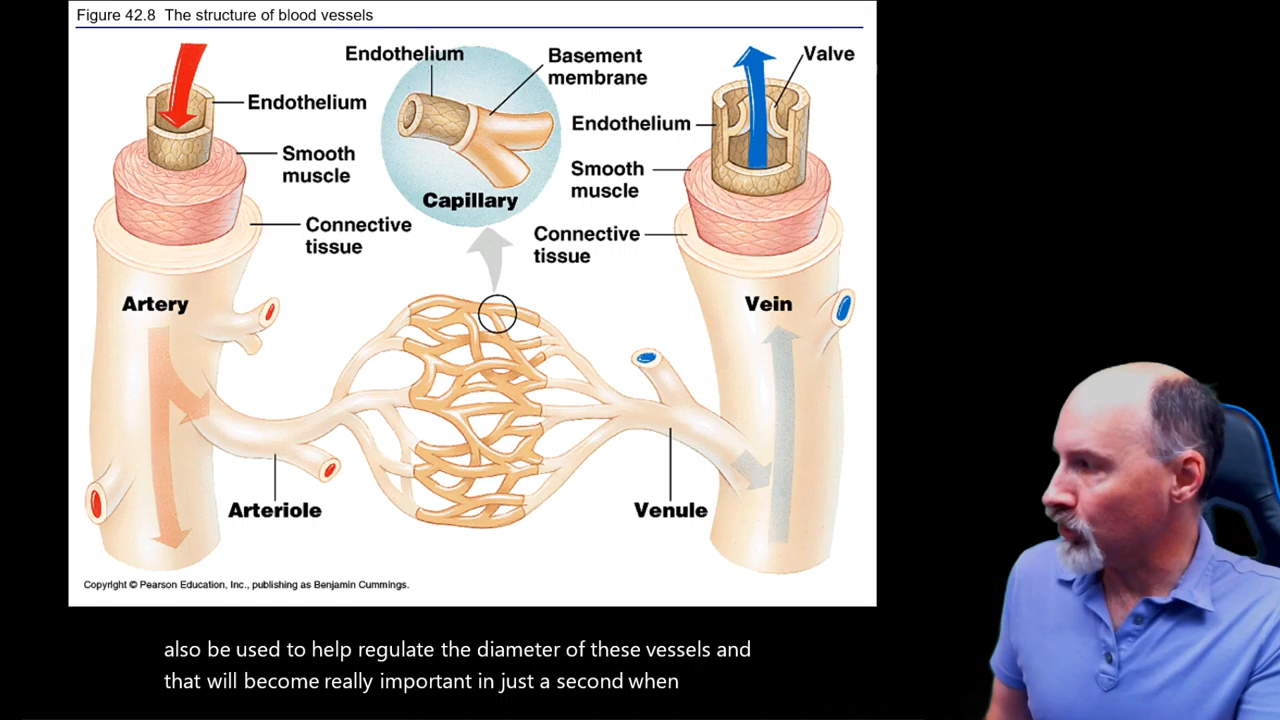 Figure 42.8 The structure of blood vessels
Endothelium
Smooth
muscle
Connective
tissue
Artery
Endothelium
Basement
membrane
Capillary
Valve
Endothelium
Smooth
muscle
Connective
tissue
Vein
Arteriole
Venule
Copyright © Pearson Education, Inc., publishing as Benjamin Cummings.
also be used to help regulate the diameter of these vessels and
that will become really important in just a second when